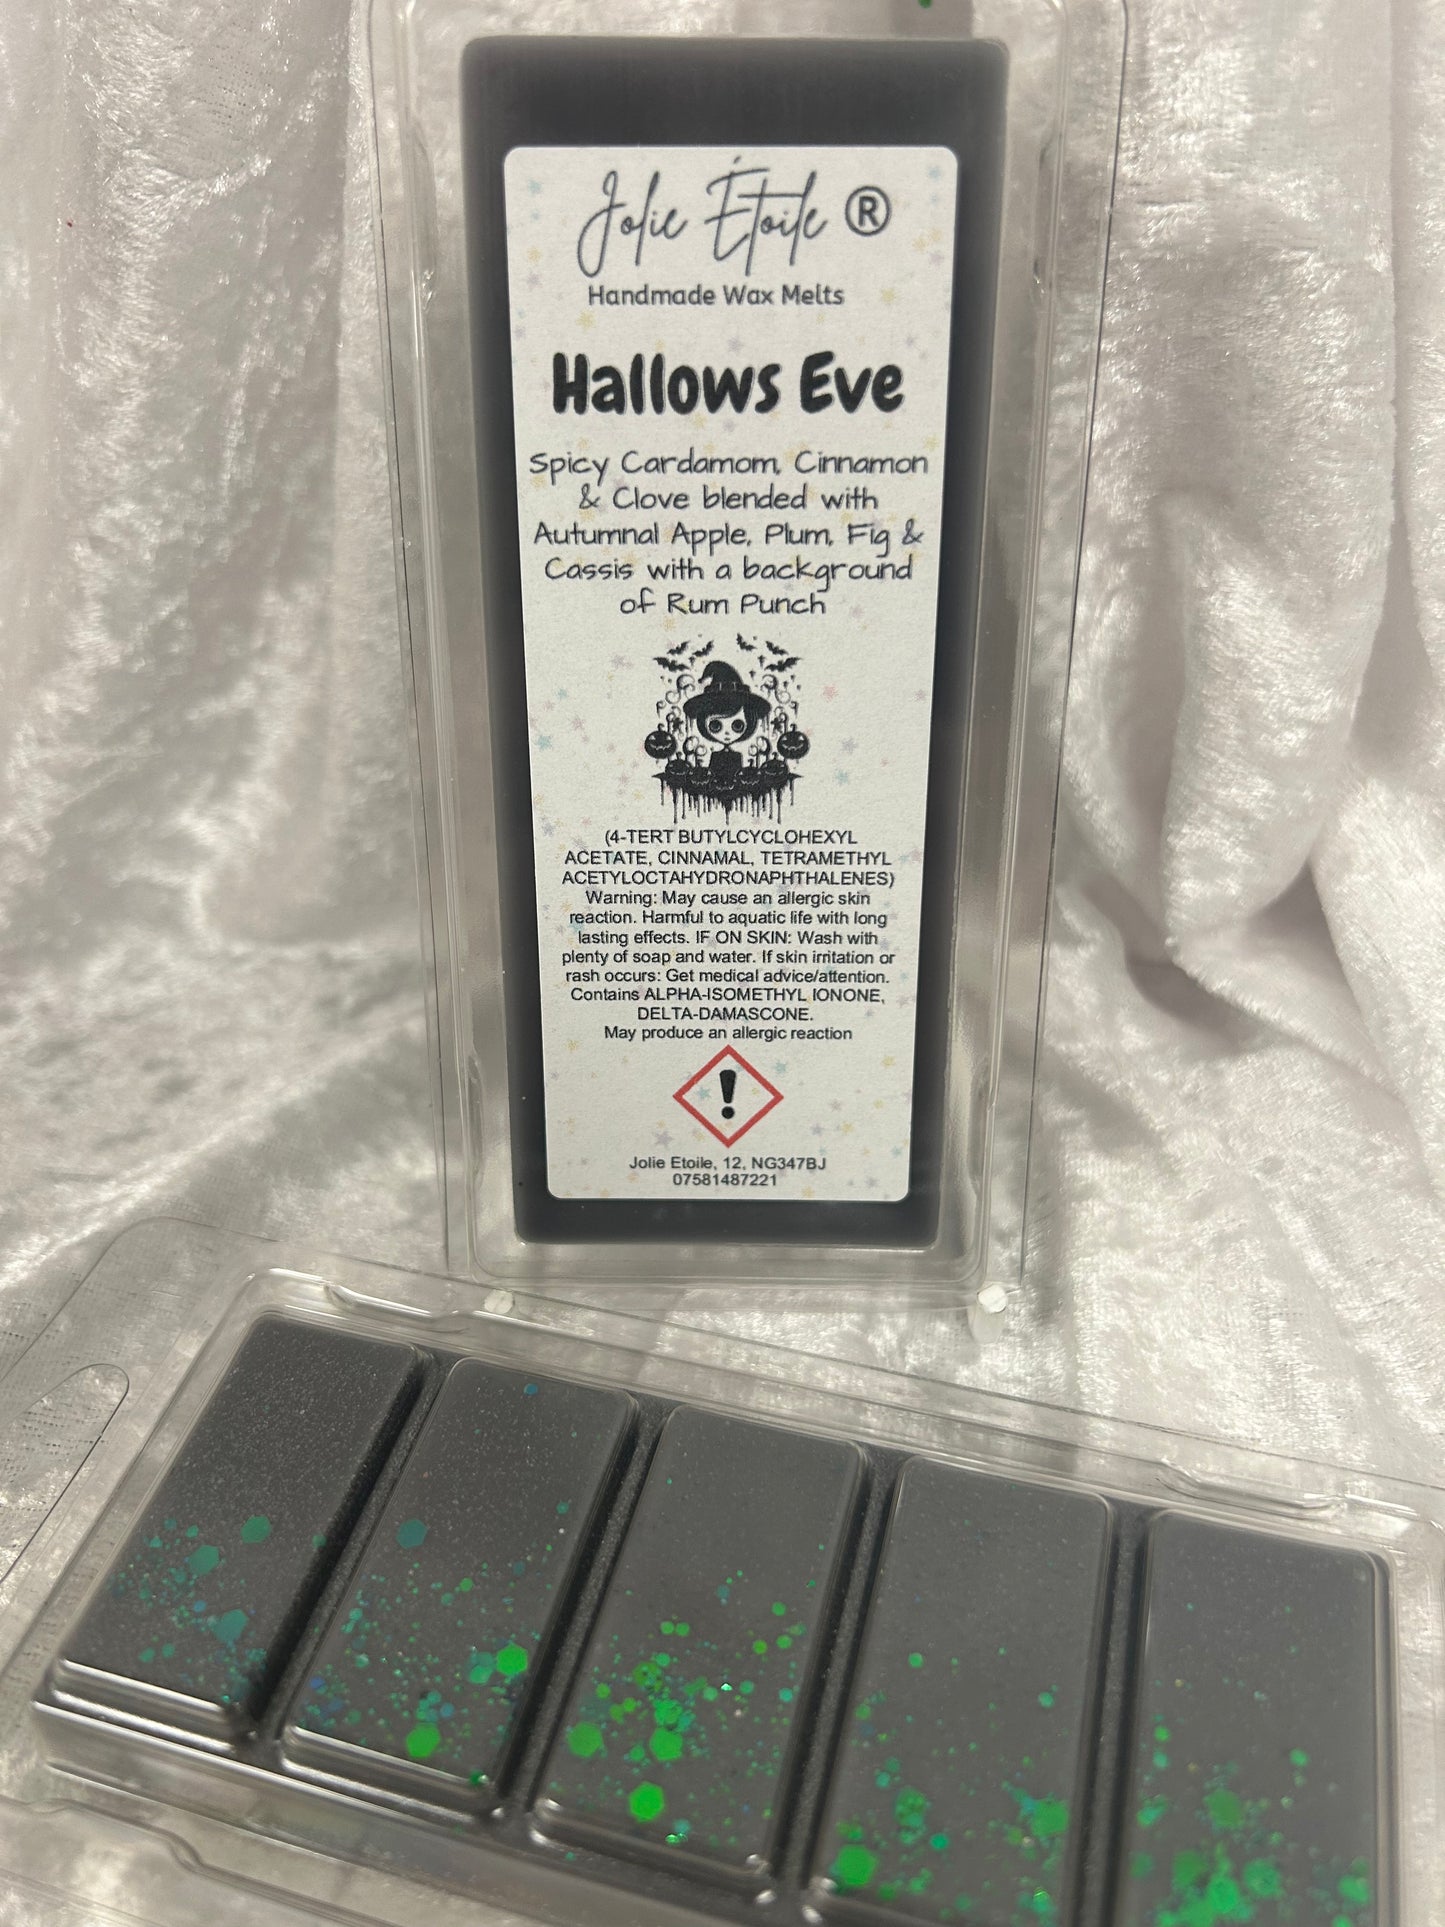 Jolie Étoile ®
Handmade Wax Melts
Hallows Eve
Spicy Cardamom, Cinnamon
& Clove blended with
Autumnal Apple, Plum, Fig &
Cassis with a background
of Rum Punch
(4-TERT BUTYLCYCLOHEXYL
ACETATE, CINNAMAL, TETRAMETHYL
ACETYLOCTAHYDRONAPHTHALENES)
Warning: May cause an allergic skin
reaction. Harmful to aquatic life with long
lasting effects. IF ON SKIN: Wash with
plenty of soap and water. If skin irritation or
rash occurs: Get medical advice/attention.
Contains ALPHA-ISOMETHYL IONONE,
DELTA-DAMASCONE.
May produce an allergic reaction
!
Jolie Etoile, 12, NG347BJ
07581487221